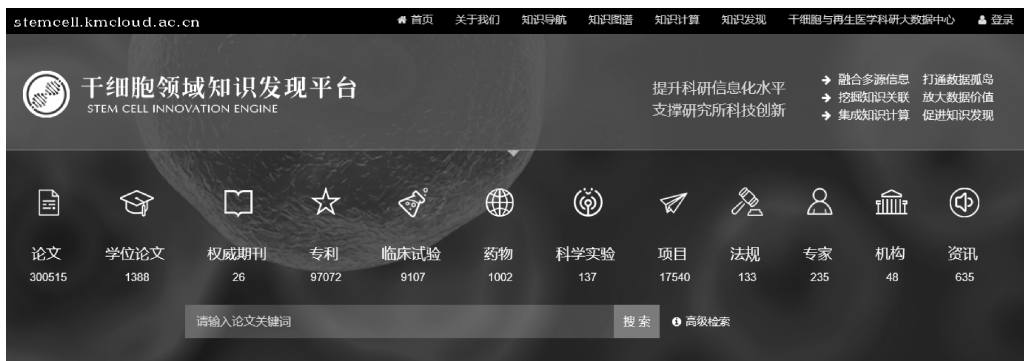 stemcell.kmcloud.ac.cn 首页 关于我们 知识导航 知识图谱 知识计算 知识发现 干细胞与再生医学科研大数据中心 登录
干细胞领域知识发现平台
STEM CELL INNOVATION ENGINE
提升科研信息化水平
支撑研究所科技创新
→ 融合多源信息 打通数据孤岛
→ 挖掘知识关联 放大数据价值
→ 集成知识计算 促进知识发现
论文 学位论文 权威期刊 专利 临床试验 药物 科学实验 项目 法规 专家 机构 资讯
300515 1388 26 97072 9107 1002 137 17540 133 235 48 635
请输入论文关键词 搜索 高级检索